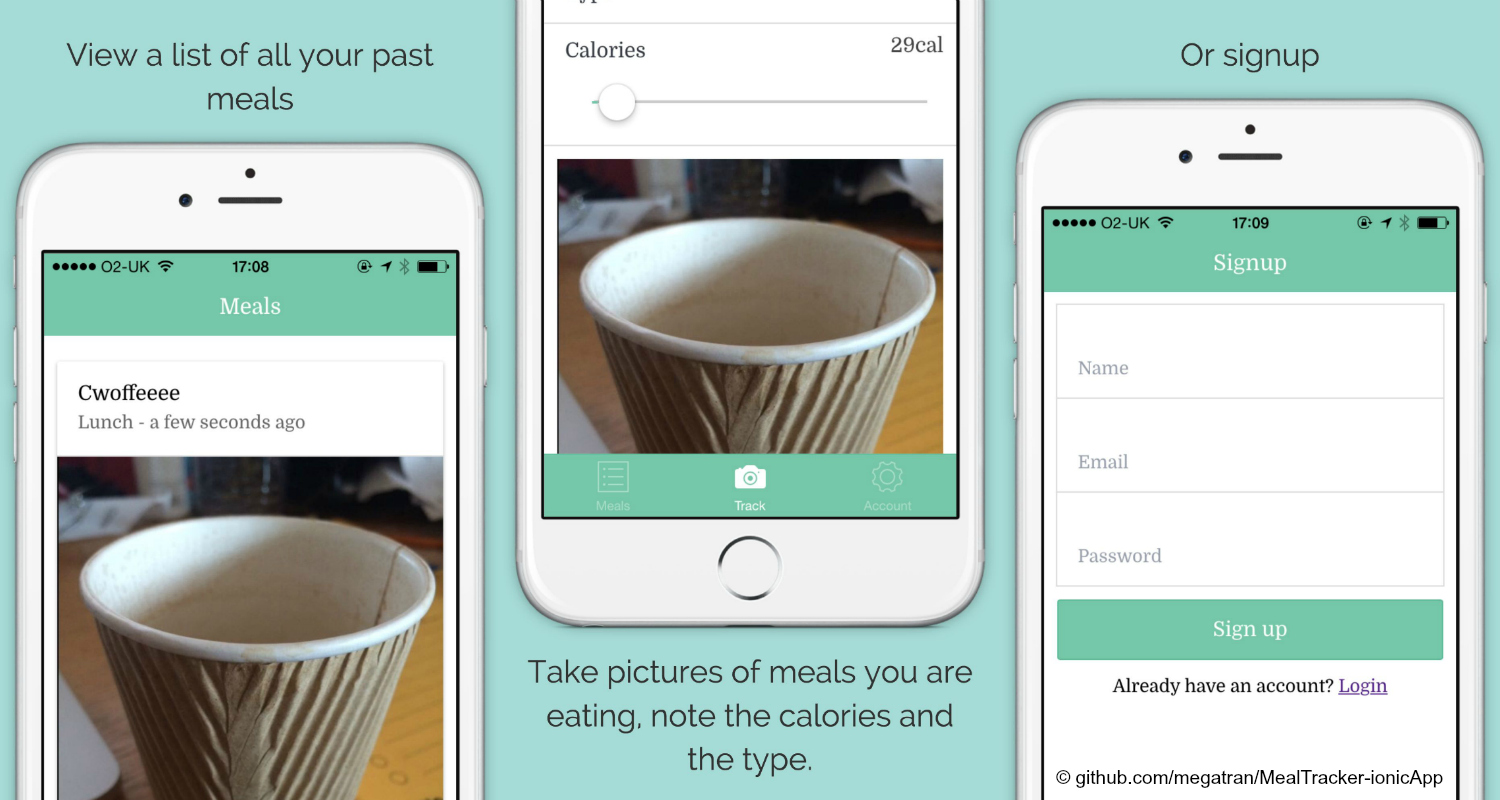 View a list of all your past
meals
O2-UK
17:08
Meals
Cwoffeeee
Lunch - a few seconds ago
Calories
29cal
Meals
Track
Account
Take pictures of meals you are
eating, note the calories and
the type.
Or signup
O2-UK
17:09
Signup
Name
Email
Password
Sign up
Already have an account? Login
© github.com/megatran/MealTracker-ionicApp